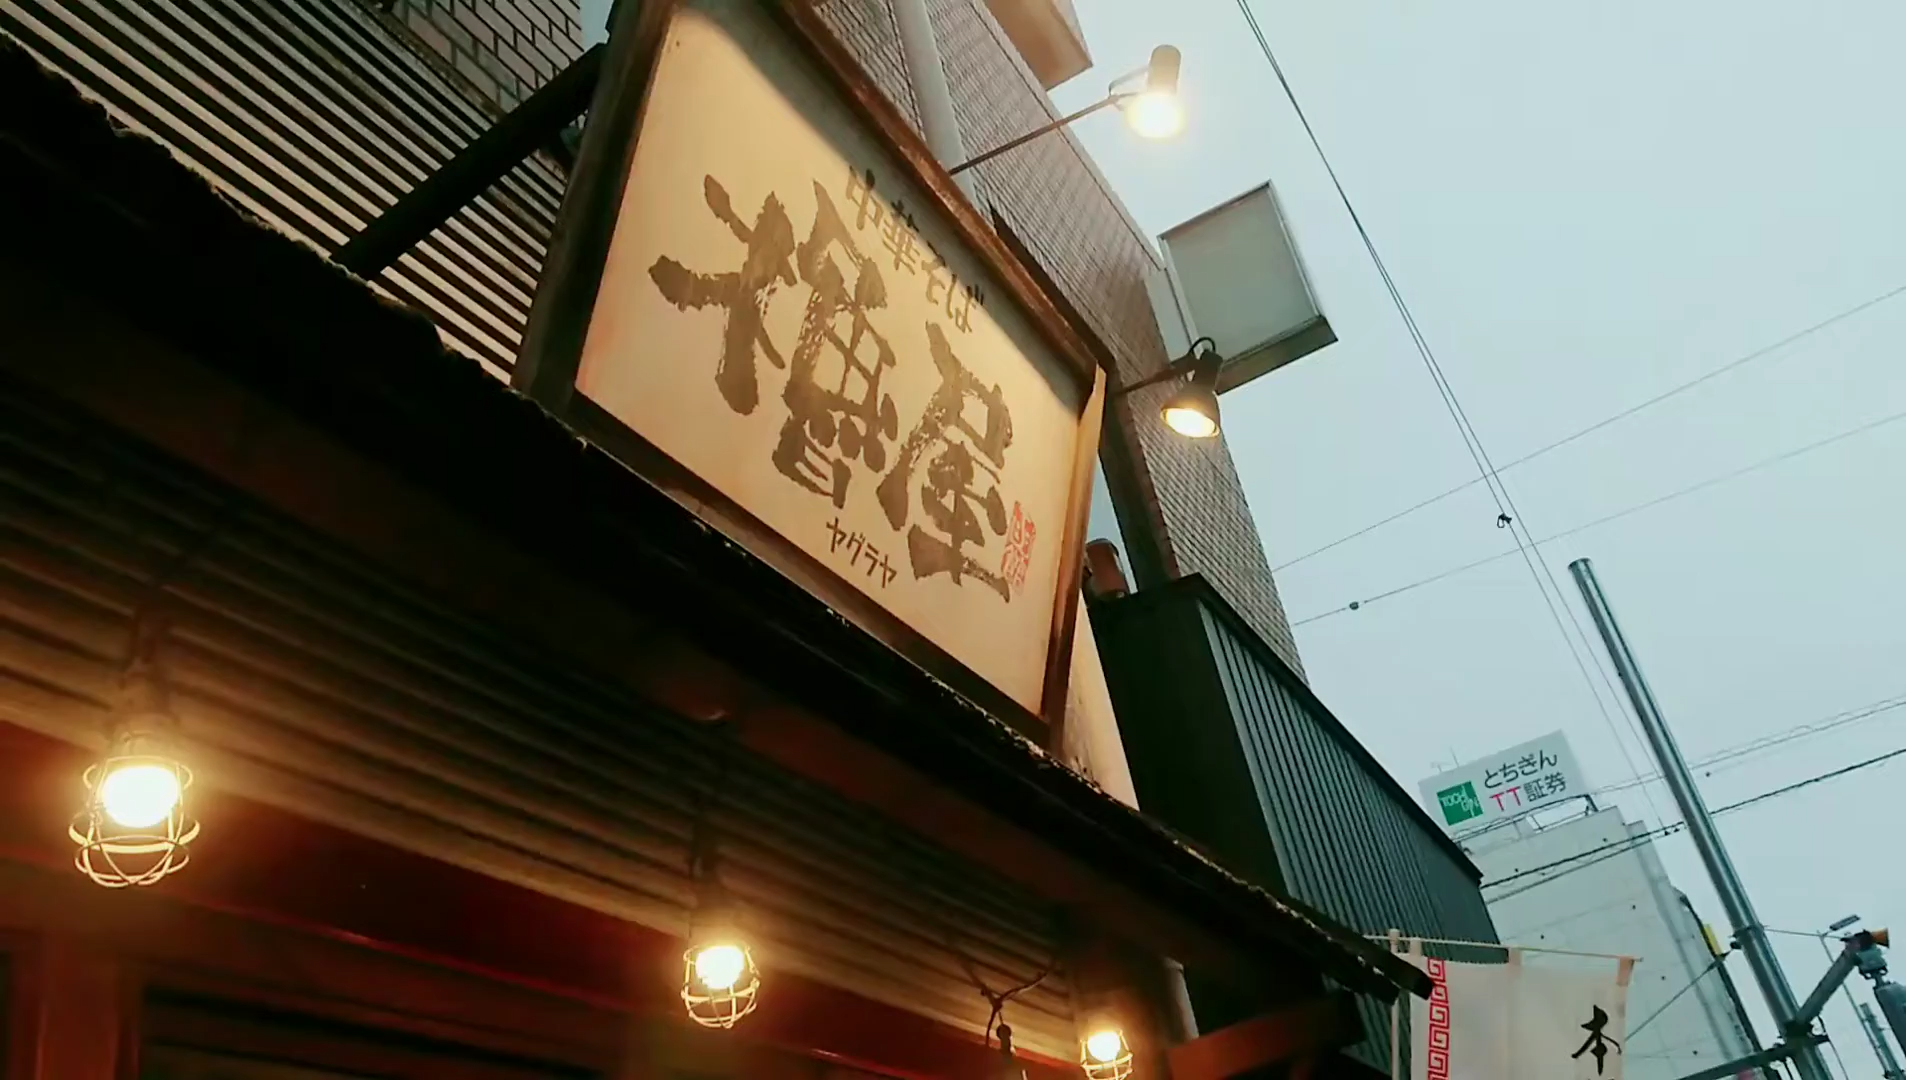 中華そば
櫓屋
ヤグラヤ
とちぎん
TT証券
本